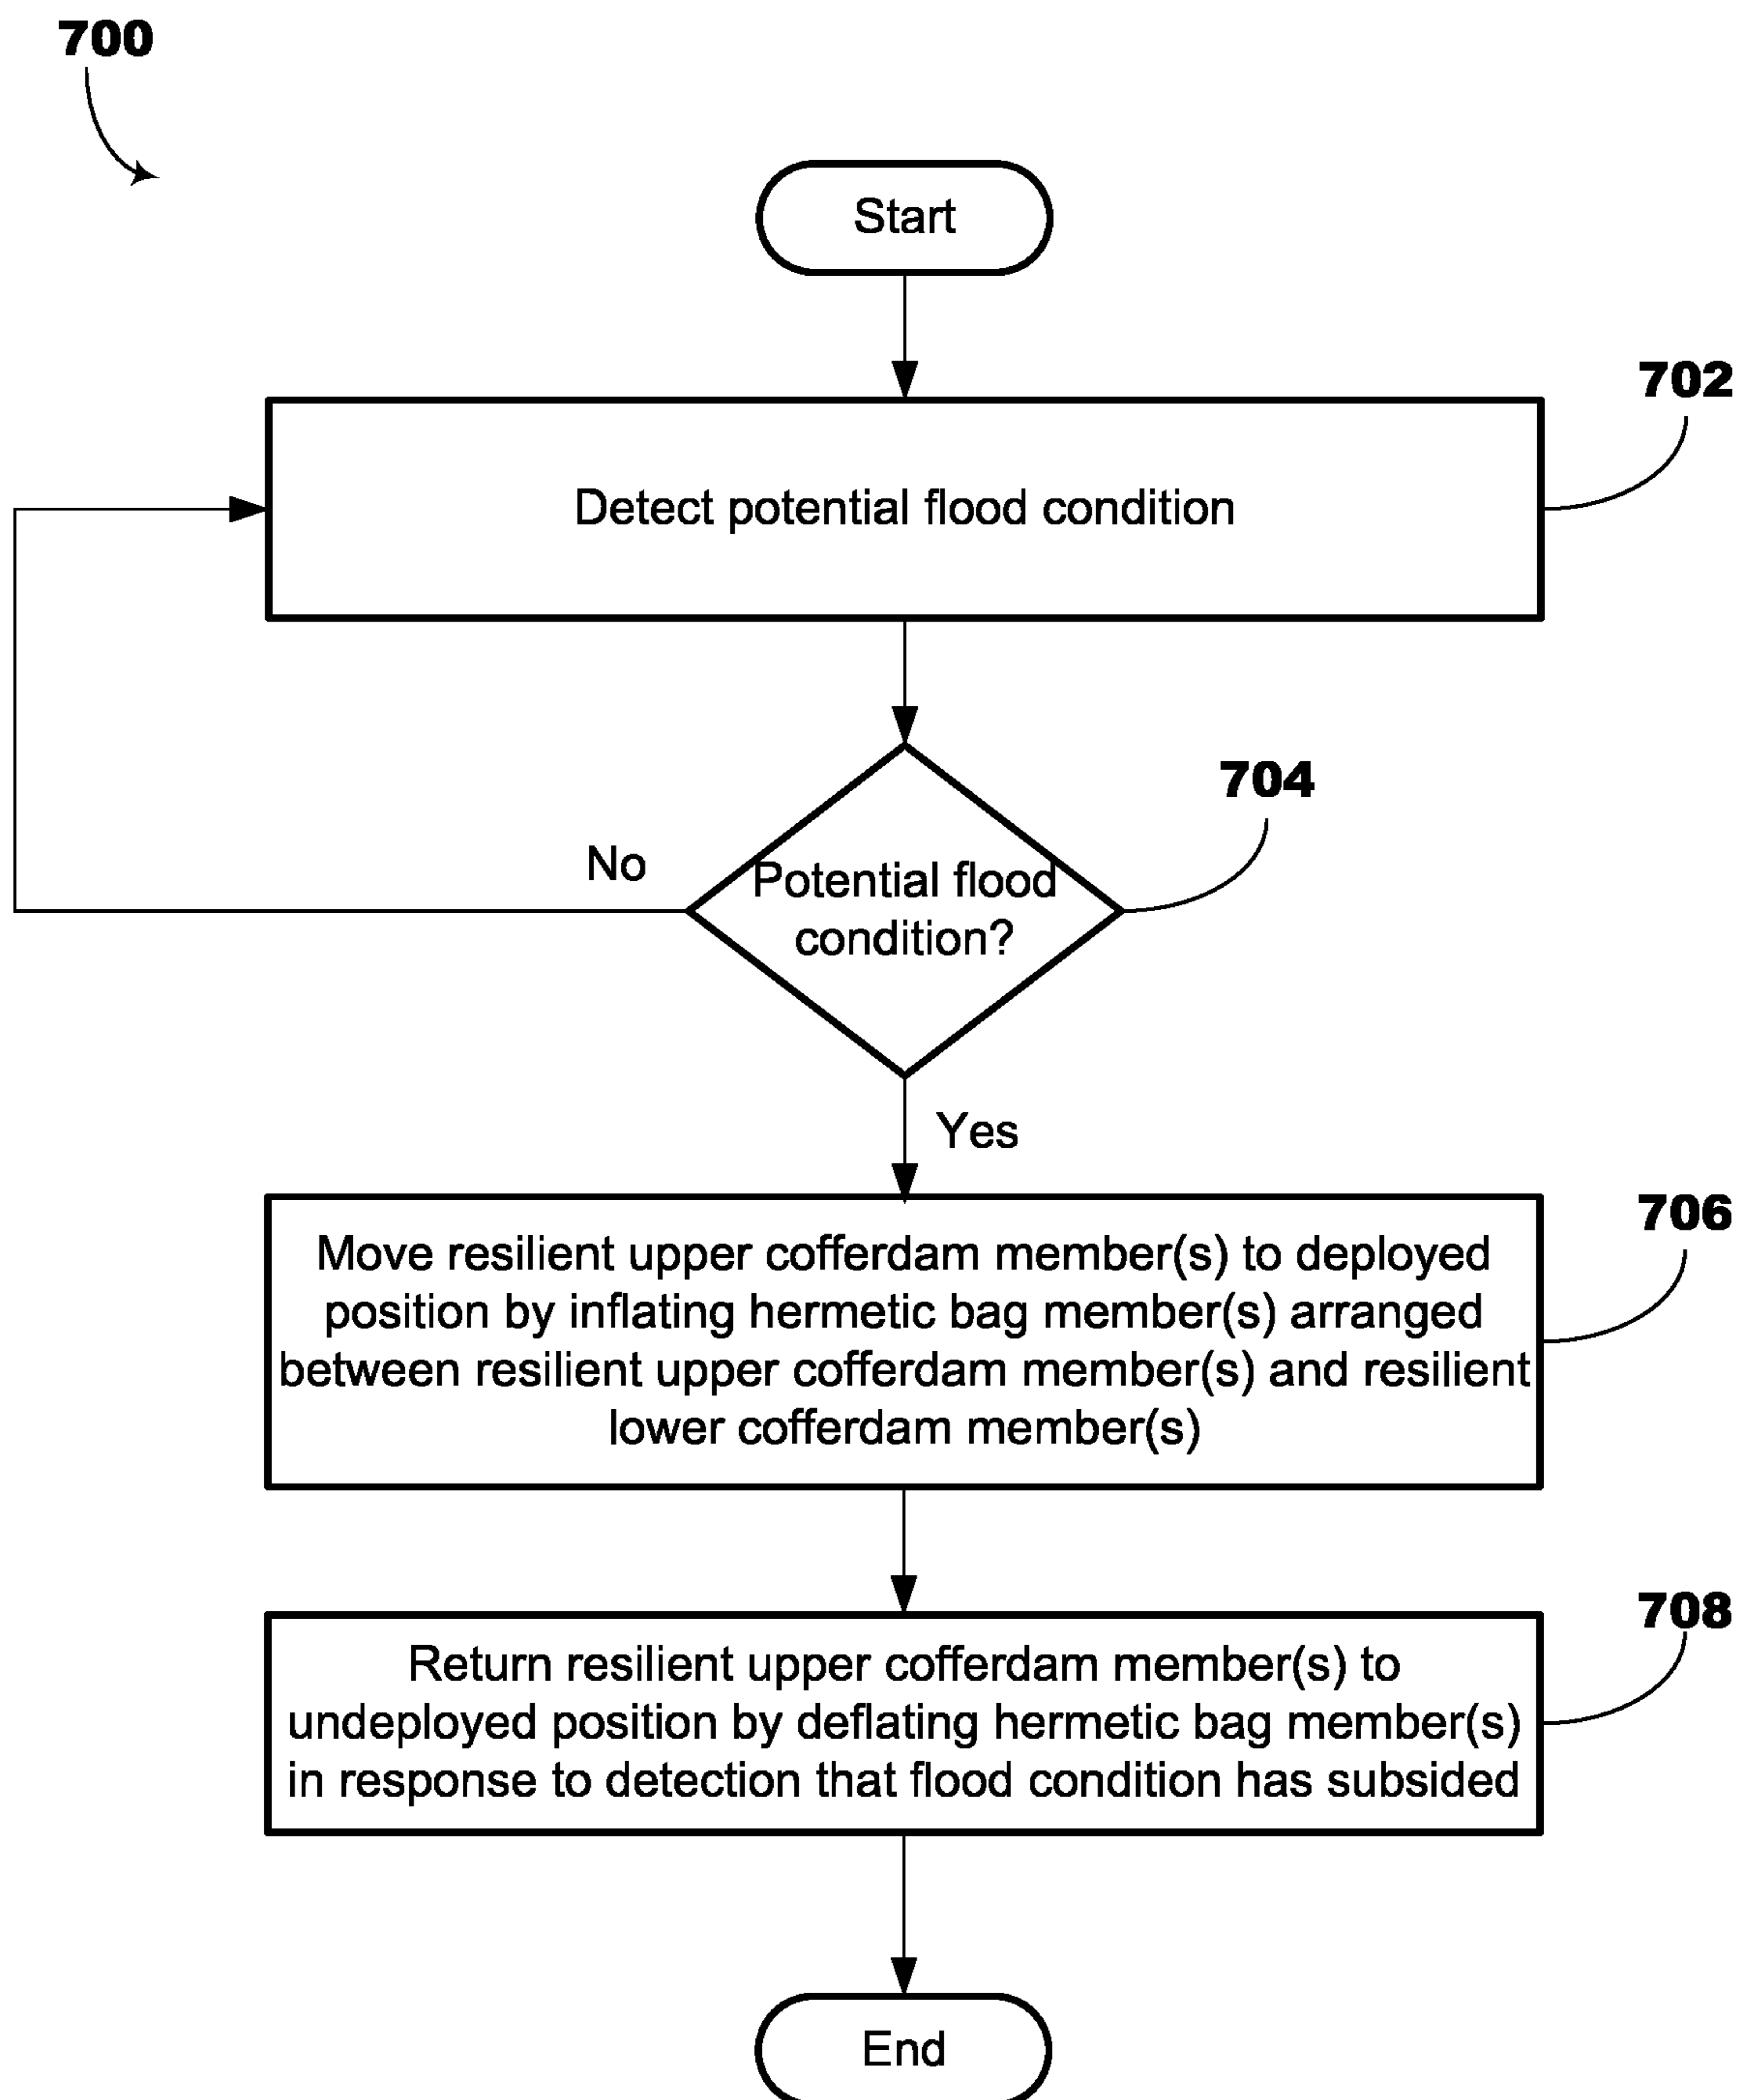 700
Start
702
Detect potential flood condition
704
No
Potential flood
condition?
Yes
706
Move resilient upper cofferdam member(s) to deployed
position by inflating hermetic bag member(s) arranged
between resilient upper cofferdam member(s) and resilient
lower cofferdam member(s)
708
Return resilient upper cofferdam member(s) to
undeployed position by deflating hermetic bag member(s)
in response to detection that flood condition has subsided
End